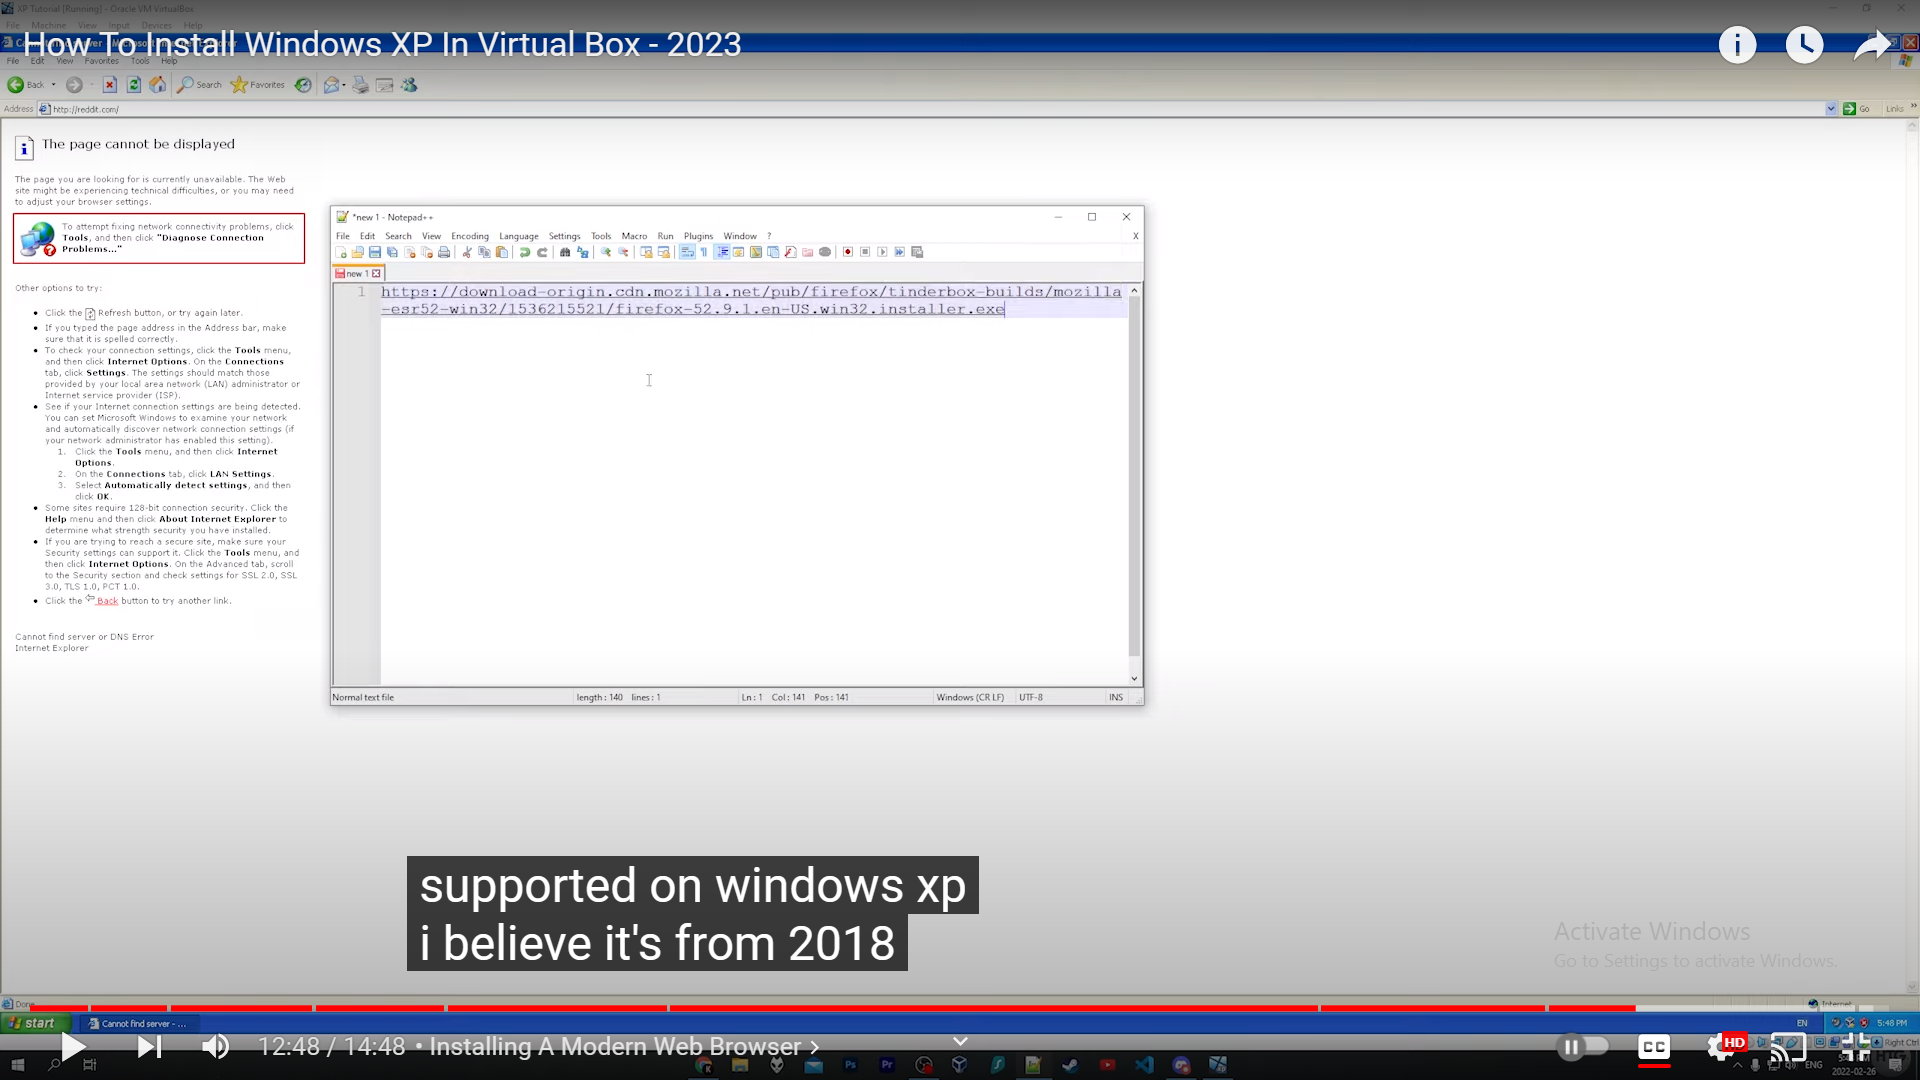 XP Tutorial [Running] - Oracle VM VirtualBox
File Machine View Input Devices Help
How To Install Windows XP In Virtual Box - 2023
File Edit View Favorites Tools Help
Back Search Favorites
Address http://reddit.com/ Go Links »
The page cannot be displayed
The page you are looking for is currently unavailable. The Web
site might be experiencing technical difficulties, or you may need
to adjust your browser settings.
To attempt fixing network connectivity problems, click
Tools, and then click "Diagnose Connection
Problems..."
Other options to try:
Click the Refresh button, or try again later.
If you typed the page address in the Address bar, make
sure that it is spelled correctly.
To check your connection settings, click the Tools menu,
and then click Internet Options. On the Connections
tab, click Settings. The settings should match those
provided by your local area network (LAN) administrator or
Internet service provider (ISP).
See if your Internet connection settings are being detected.
You can set Microsoft Windows to examine your network
and automatically discover network connection settings (if
your network administrator has enabled this setting).
1. Click the Tools menu, and then click Internet
Options.
2. On the Connections tab, click LAN Settings.
3. Select Automatically detect settings, and then
click OK.
Some sites require 128-bit connection security. Click the
Help menu and then click About Internet Explorer to
determine what strength security you have installed.
If you are trying to reach a secure site, make sure your
Security settings can support it. Click the Tools menu, and
then click Internet Options. On the Advanced tab, scroll
to the Security section and check settings for SSL 2.0, SSL
3.0, TLS 1.0, PCT 1.0.
Click the Back button to try another link.
Cannot find server or DNS Error
Internet Explorer
*new 1 - Notepad++
File Edit Search View Encoding Language Settings Tools Macro Run Plugins Window ? X
new 1
1 https://download-origin.cdn.mozilla.net/pub/firefox/tinderbox-builds/mozilla
-esr52-win32/1536215521/firefox-52.9.1.en-US.win32.installer.exe
Normal text file length : 140 lines : 1 Ln : 1 Col : 141 Pos : 141 Windows (CR LF) UTF-8 INS
supported on windows xp
i believe it's from 2018
Activate Windows
Go to Settings to activate Windows.
Done Internet
start Cannot find server - ... EN 5:48 PM
12:48 / 14:48 • Installing A Modern Web Browser CC HD
Right Ctrl
ENG
2022-02-26